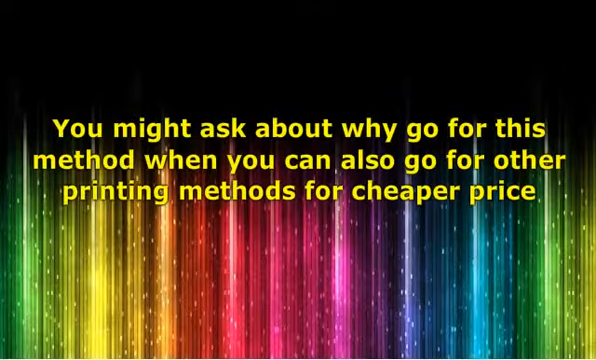 You might ask about why go for this
method when you can also go for other
printing methods for cheaper price